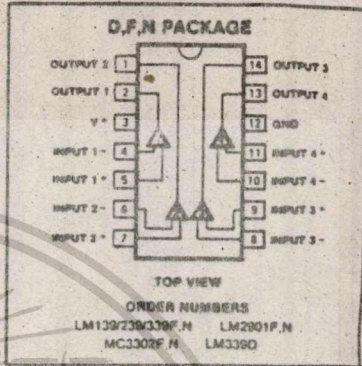 D,F,N PACKAGE
OUTPUT 2 1 14 OUTPUT 3
OUTPUT 1 2 13 OUTPUT 4
V+ 3 12 GND
INPUT 1- 4 11 INPUT 4+
INPUT 1+ 5 10 INPUT 4-
INPUT 2- 6 9 INPUT 3+
INPUT 2+ 7 8 INPUT 3-
TOP VIEW
ORDER NUMBERS
LM139/239/339F,N LM2901F,N
MC3302F,N LM339D